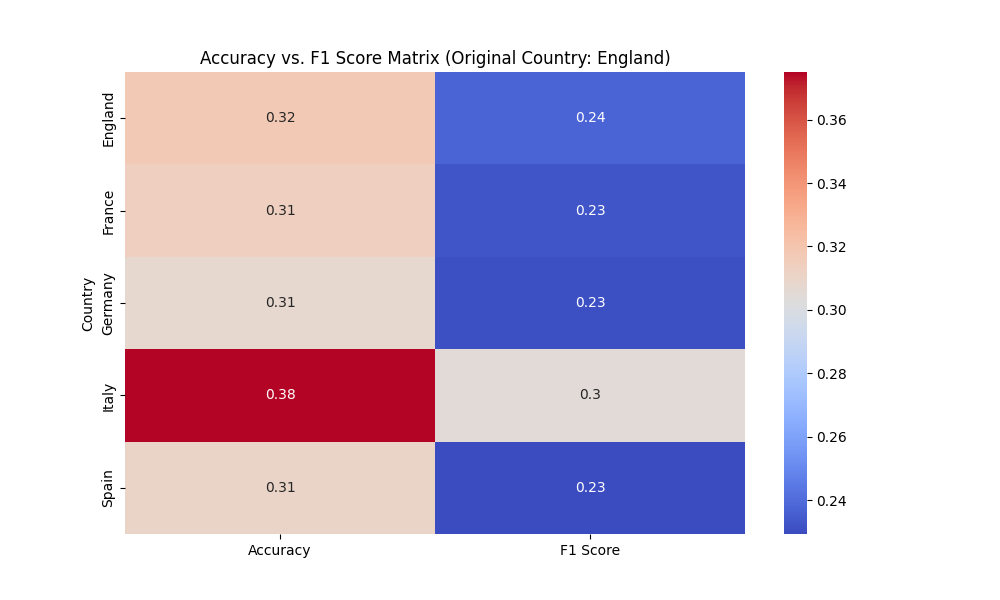 Accuracy vs. F1 Score Matrix (Original Country: England)
Country
England
0.32
0.24
France
0.31
0.23
Germany
0.31
0.23
Italy
0.38
0.3
Spain
0.31
0.23
Accuracy
F1 Score
0.36
0.34
0.32
0.30
0.28
0.26
0.24